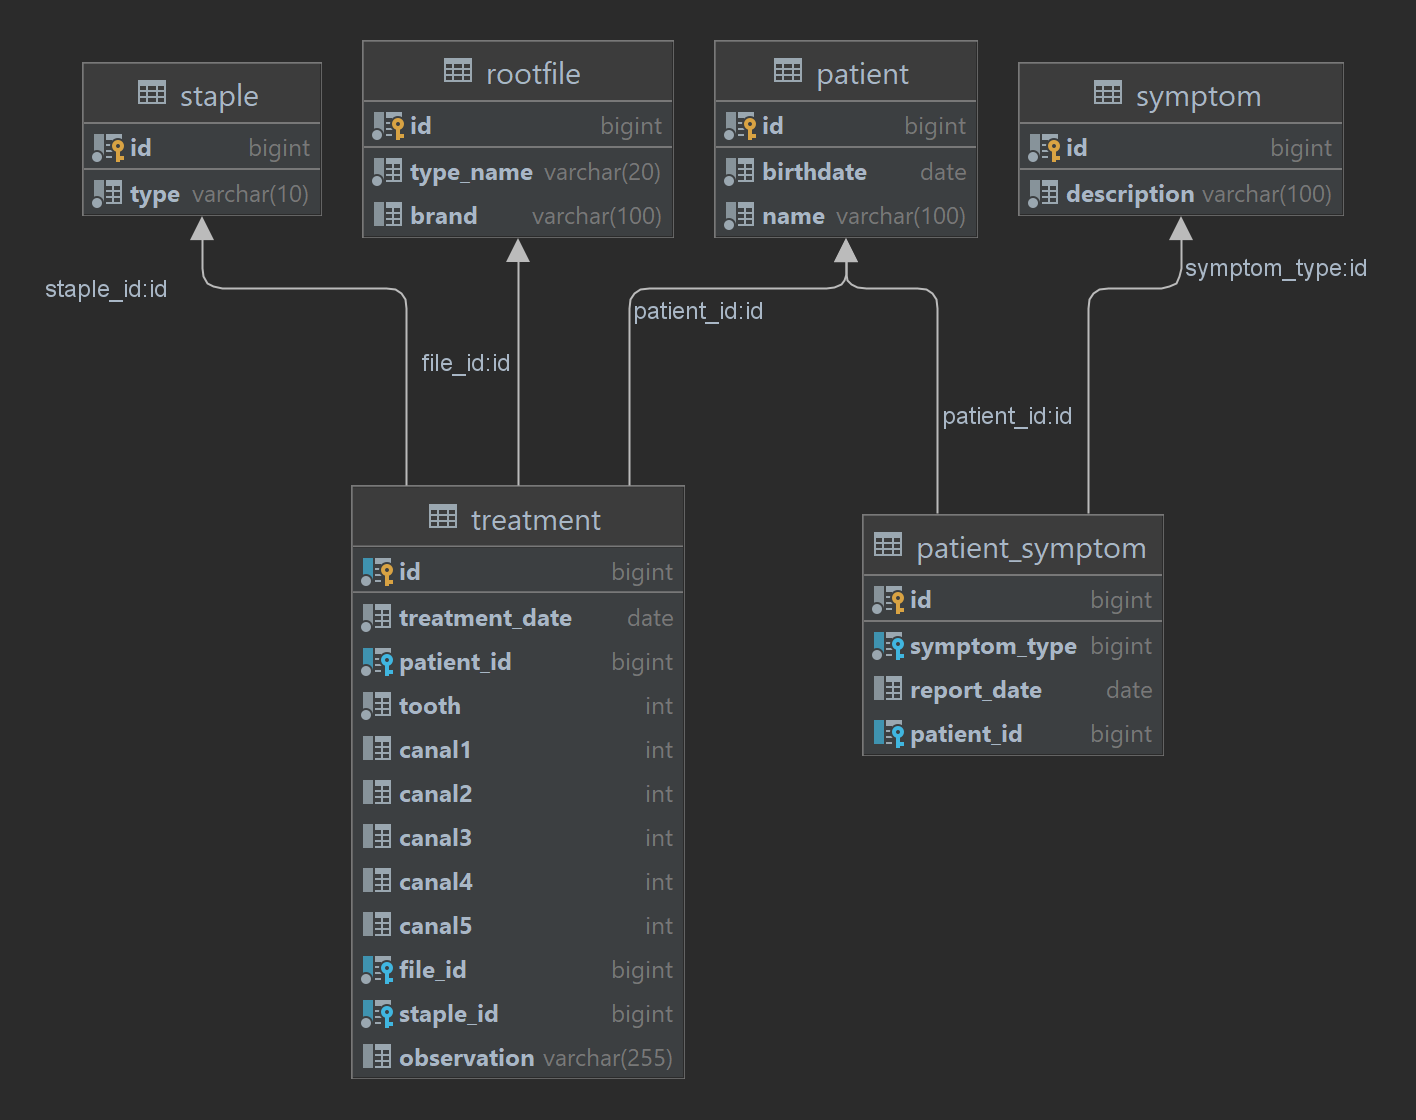 staple
id bigint
type varchar(10)
rootfile
id bigint
type_name varchar(20)
brand varchar(100)
patient
id bigint
birthdate date
name varchar(100)
symptom
id bigint
description varchar(100)
staple_id:id
file_id:id
patient_id:id
patient_id:id
symptom_type:id
treatment
id bigint
treatment_date date
patient_id bigint
tooth int
canal1 int
canal2 int
canal3 int
canal4 int
canal5 int
file_id bigint
staple_id bigint
observation varchar(255)
patient_symptom
id bigint
symptom_type bigint
report_date date
patient_id bigint